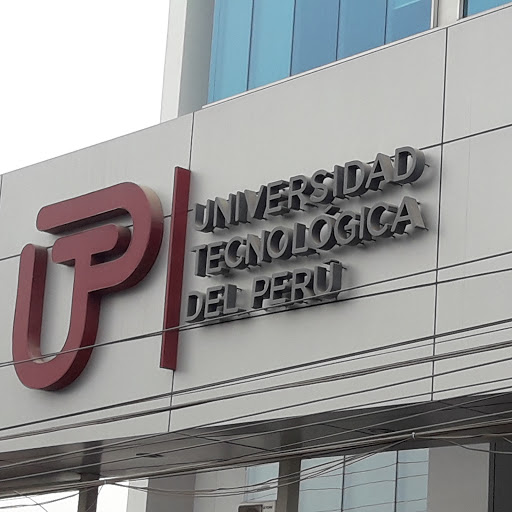 UTP
UNIVERSIDAD
TECNOLÓGICA
DEL PERÚ